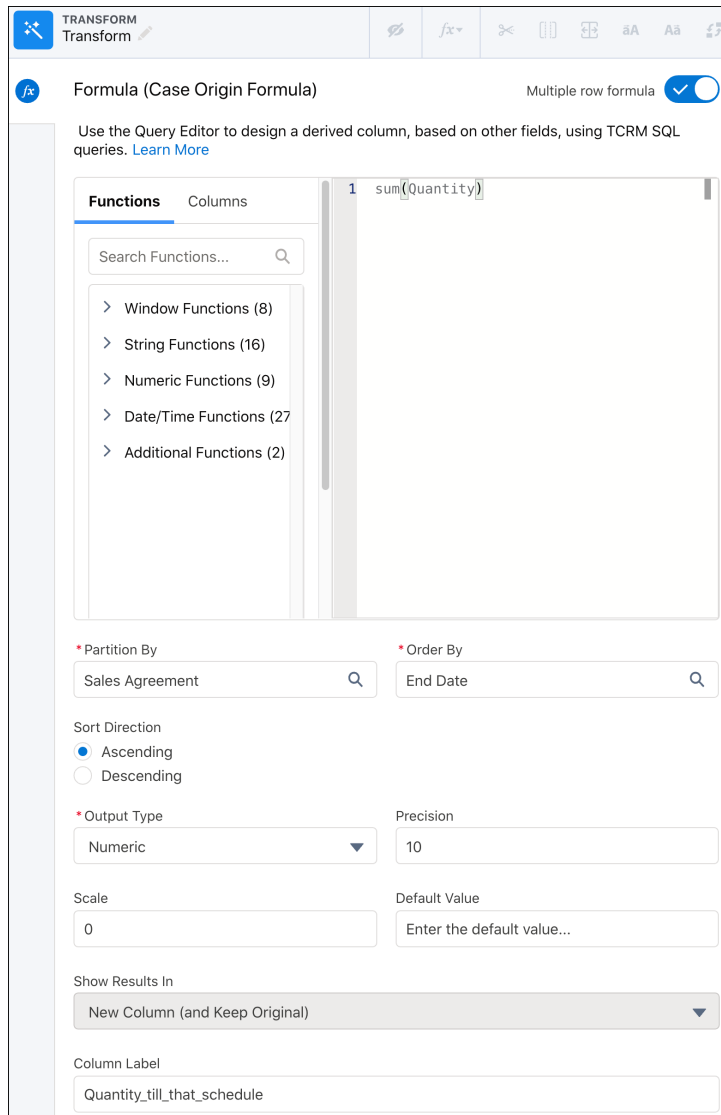 TRANSFORM
Transform
fx
āA
Aā
fx
Formula (Case Origin Formula)
Multiple row formula
Use the Query Editor to design a derived column, based on other fields, using TCRM SQL
queries. Learn More
Functions
Columns
1 sum(Quantity)
Search Functions...
Window Functions (8)
String Functions (16)
Numeric Functions (9)
Date/Time Functions (27
Additional Functions (2)
*Partition By
*Order By
Sales Agreement
End Date
Sort Direction
Ascending
Descending
*Output Type
Precision
Numeric
10
Scale
Default Value
0
Enter the default value...
Show Results In
New Column (and Keep Original)
Column Label
Quantity_till_that_schedule